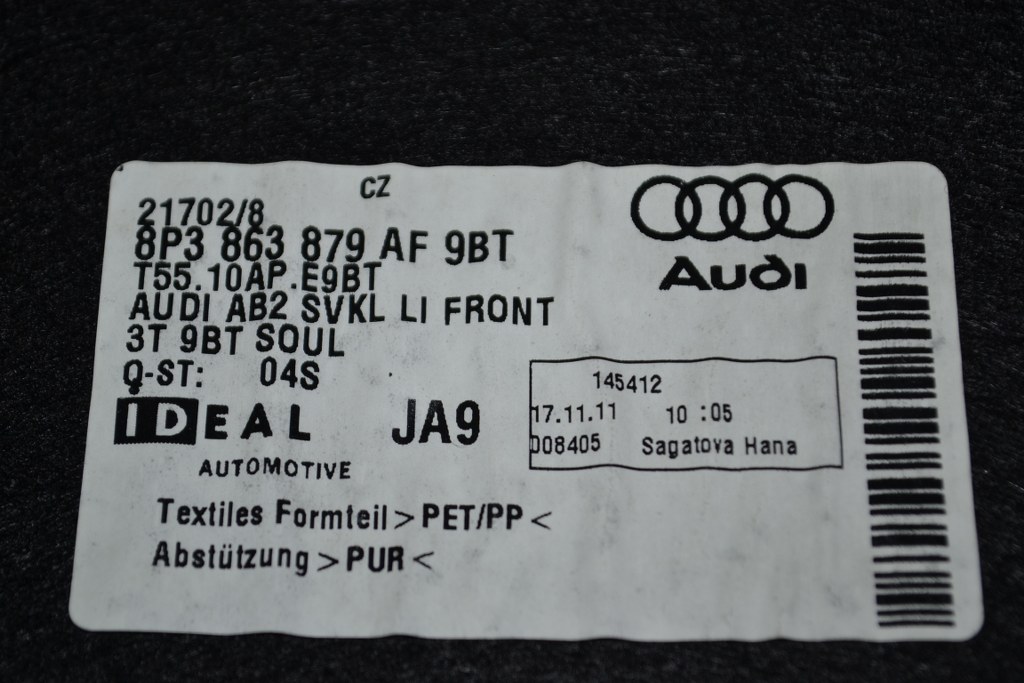 CZ
21702/8
8P3 863 879 AF 9BT
T55.10AP.E9BT
AUDI AB2 SVKL LI FRONT
3T 9BT SOUL
Q-ST: 04S
IDEAL JA9
AUTOMOTIVE
Textiles Formteil >PET/PP<
Abstützung >PUR<
Audi
145412
17.11.11 10 :05
008405 Sagatova Hana